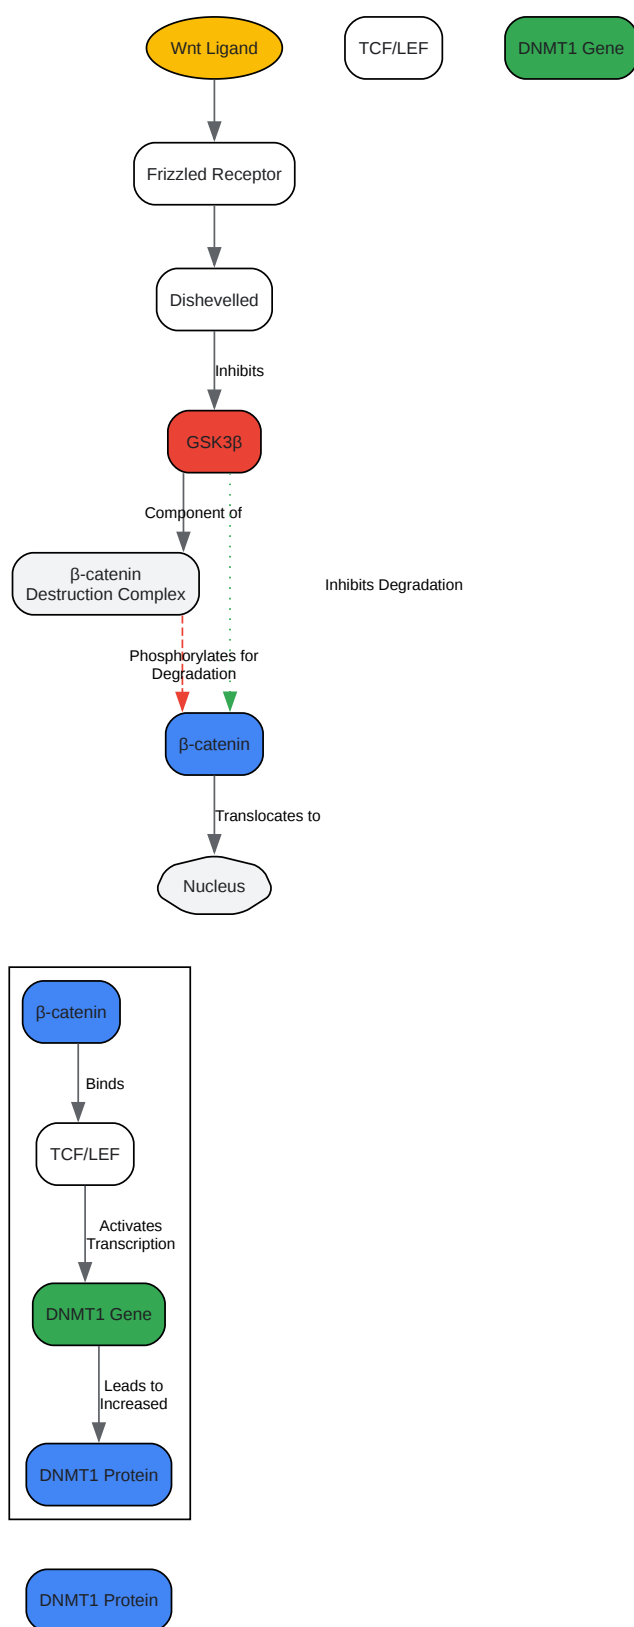 Wnt Ligand
TCF/LEF
DNMT1 Gene
Frizzled Receptor
Dishevelled
Inhibits
GSK3β
Component of
β-catenin
Destruction Complex
Inhibits Degradation
Phosphorylates for
Degradation
β-catenin
Translocates to
Nucleus
β-catenin
Binds
TCF/LEF
Activates
Transcription
DNMT1 Gene
Leads to
Increased
DNMT1 Protein
DNMT1 Protein